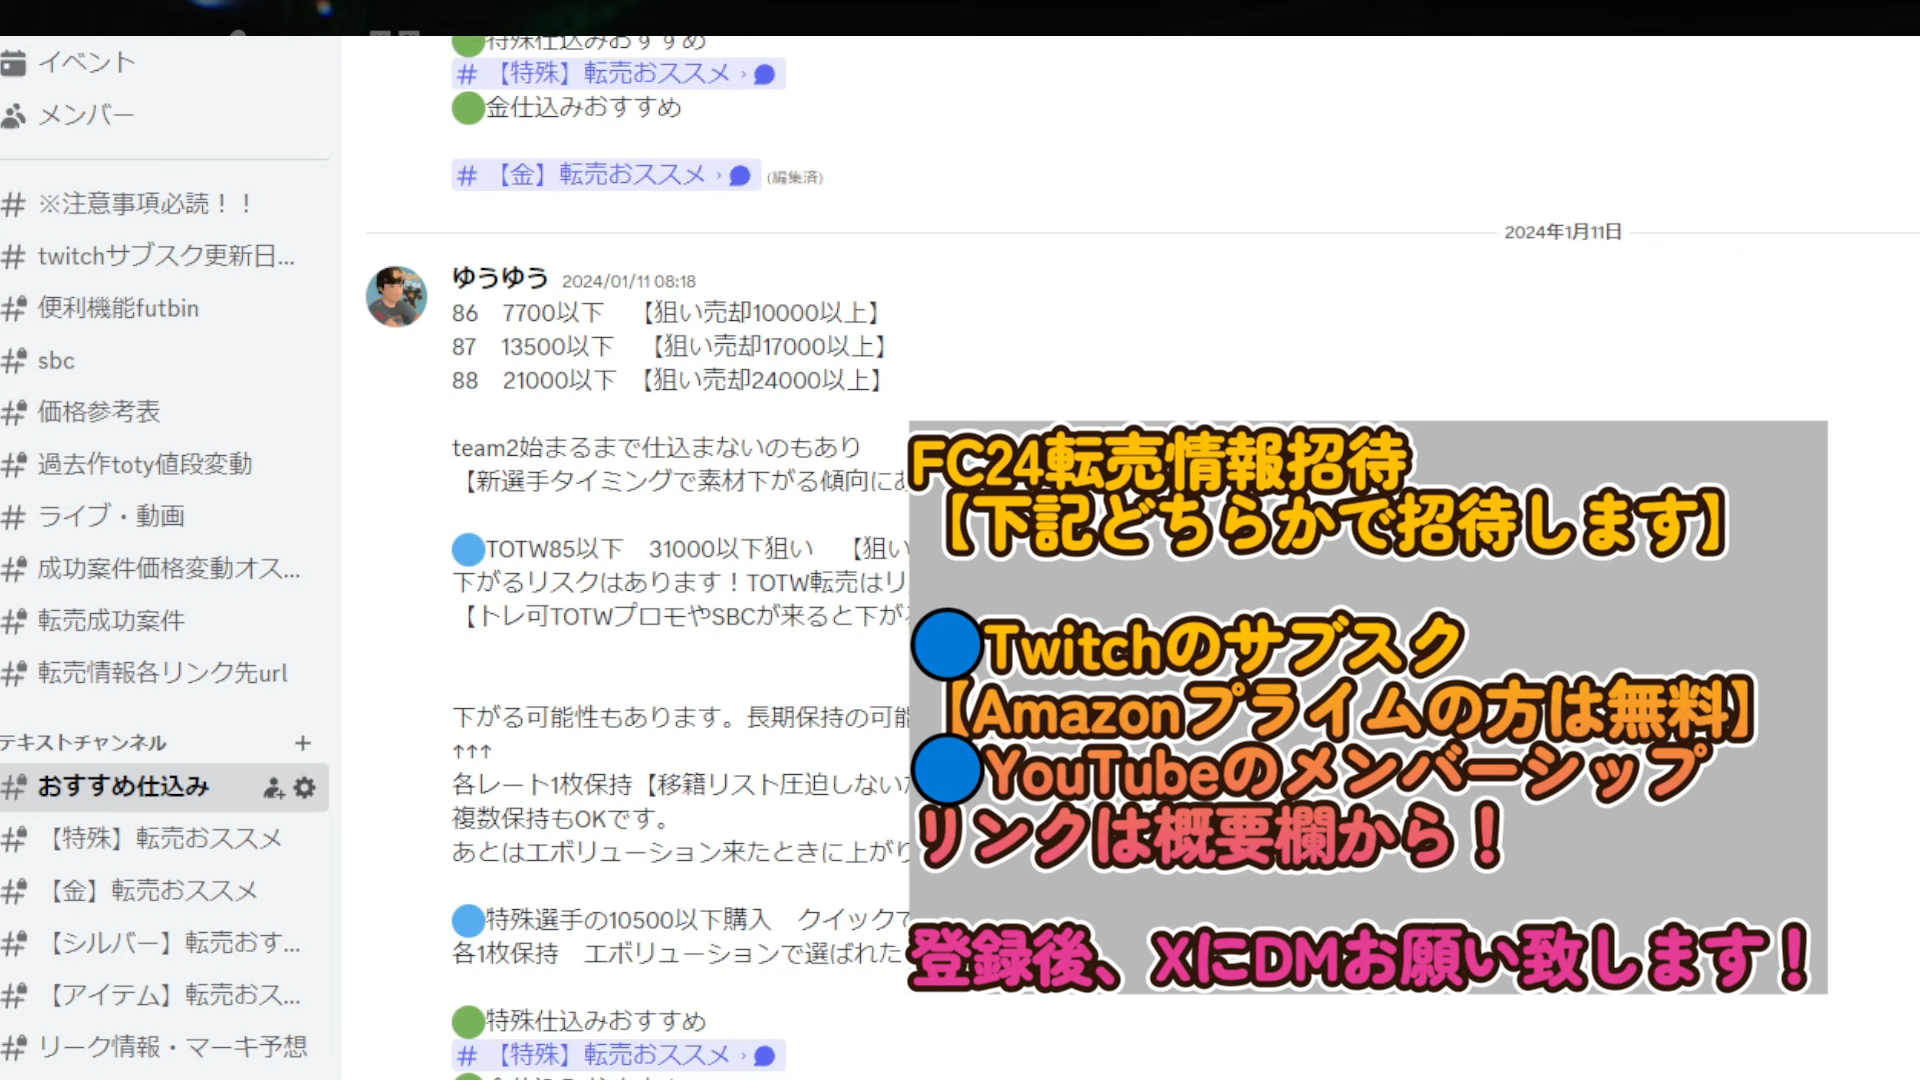 イベント
メンバー
※注意事項必読！！
twitchサブスク更新日...
便利機能futbin
sbc
価格参考表
過去作toty値段変動
ライブ・動画
成功案件価格変動オス...
転売成功案件
転売情報各リンク先url
テキストチャンネル
おすすめ仕込み
【特殊】転売おススメ
【金】転売おススメ
【シルバー】転売おす...
【アイテム】転売おス...
リーク情報・マーキ予想
特殊仕込みおすすめ
# 【特殊】転売おススメ ›
金仕込みおすすめ
# 【金】転売おススメ › (編集済)
2024年1月11日
ゆうゆう 2024/01/11 08:18
86 7700以下 【狙い売却10000以上】
87 13500以下 【狙い売却17000以上】
88 21000以下 【狙い売却24000以上】
team2始まるまで仕込まないのもあり
【新選手タイミングで素材下がる傾向にあ
🔵TOTW85以下 31000以下狙い 【狙い
下がるリスクはあります！TOTW転売はリ
【トレ可TOTWプロモやSBCが来ると下が
下がる可能性もあります。長期保持の可能
↑↑↑
各レート1枚保持【移籍リスト圧迫しない
複数保持もOKです。
あとはエボリューション来たときに上がり
🔵特殊選手の10500以下購入 クイックで
各1枚保持 エボリューションで選ばれた
特殊仕込みおすすめ
# 【特殊】転売おススメ ›
FC24転売情報招待
【下記どちらかで招待します】
🔵Twitchのサブスク
【Amazonプライムの方は無料】
🔵YouTubeのメンバーシップ
リンクは概要欄から！
登録後、XにDMお願い致します！